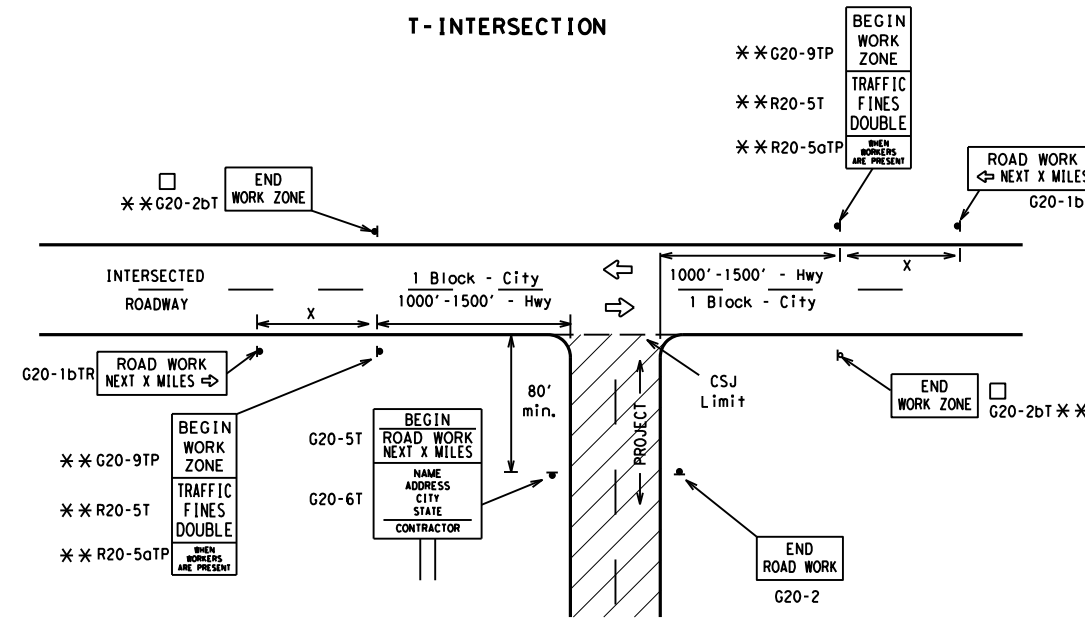 T-INTERSECTION
BEGIN
WORK
ZONE
**G20-9TP
TRAFFIC
FINES
DOUBLE
**R20-5T
WHEN
WORKERS
ARE PRESENT
**R20-5aTP
ROAD WORK
⇦ NEXT X MILES
G20-1b
END
WORK ZONE
□
**G20-2bT
INTERSECTED
ROADWAY
1 Block - City
1000'-1500' - Hwy
1000'-1500' - Hwy
1 Block - City
X
X
G20-1bTR
ROAD WORK
NEXT X MILES ⇨
80'
min.
CSJ
Limit
PROJECT
END
WORK ZONE
□
G20-2bT **
BEGIN
WORK
ZONE
**G20-9TP
TRAFFIC
FINES
DOUBLE
**R20-5T
WHEN
WORKERS
ARE PRESENT
**R20-5aTP
G20-5T
BEGIN
ROAD WORK
NEXT X MILES
G20-6T
NAME
ADDRESS
CITY
STATE
CONTRACTOR
END
ROAD WORK
G20-2